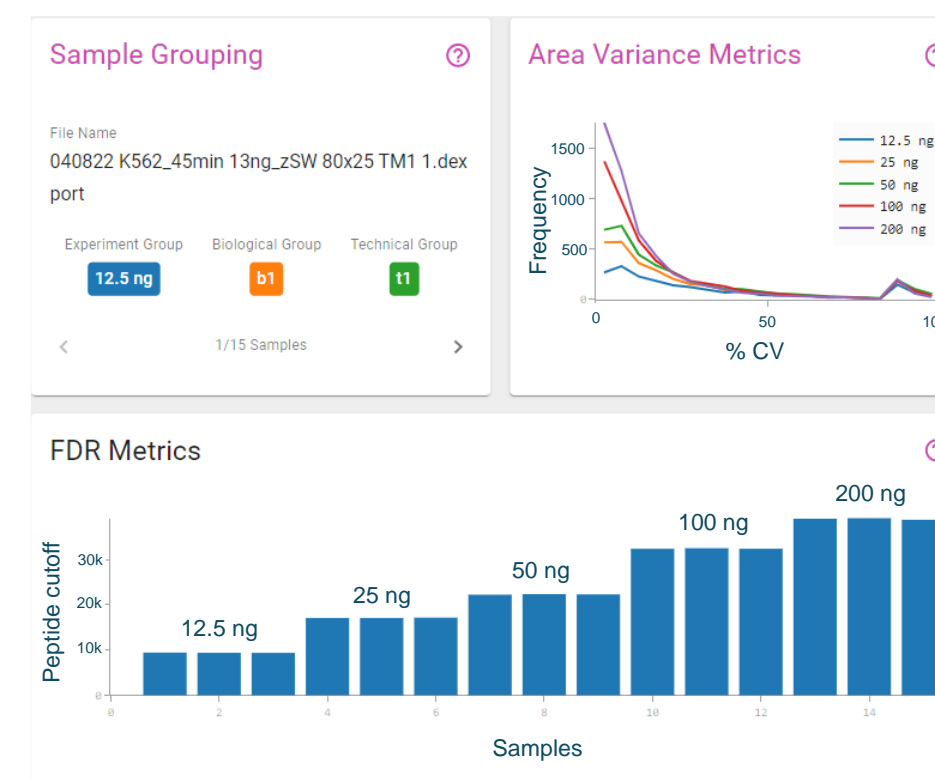 Sample Grouping
File Name
040822 K562_45min 13ng_zSW 80x25 TM1 1.dex
port
Experiment Group Biological Group Technical Group
12.5 ng b1 t1
1/15 Samples
Area Variance Metrics
Frequency
1500
1000
500
0
0 50 10
% CV
12.5 ng
25 ng
50 ng
100 ng
200 ng
FDR Metrics
Peptide cutoff
30k
20k
10k
0
12.5 ng
25 ng
50 ng
100 ng
200 ng
0 2 4 6 8 10 12 14
Samples